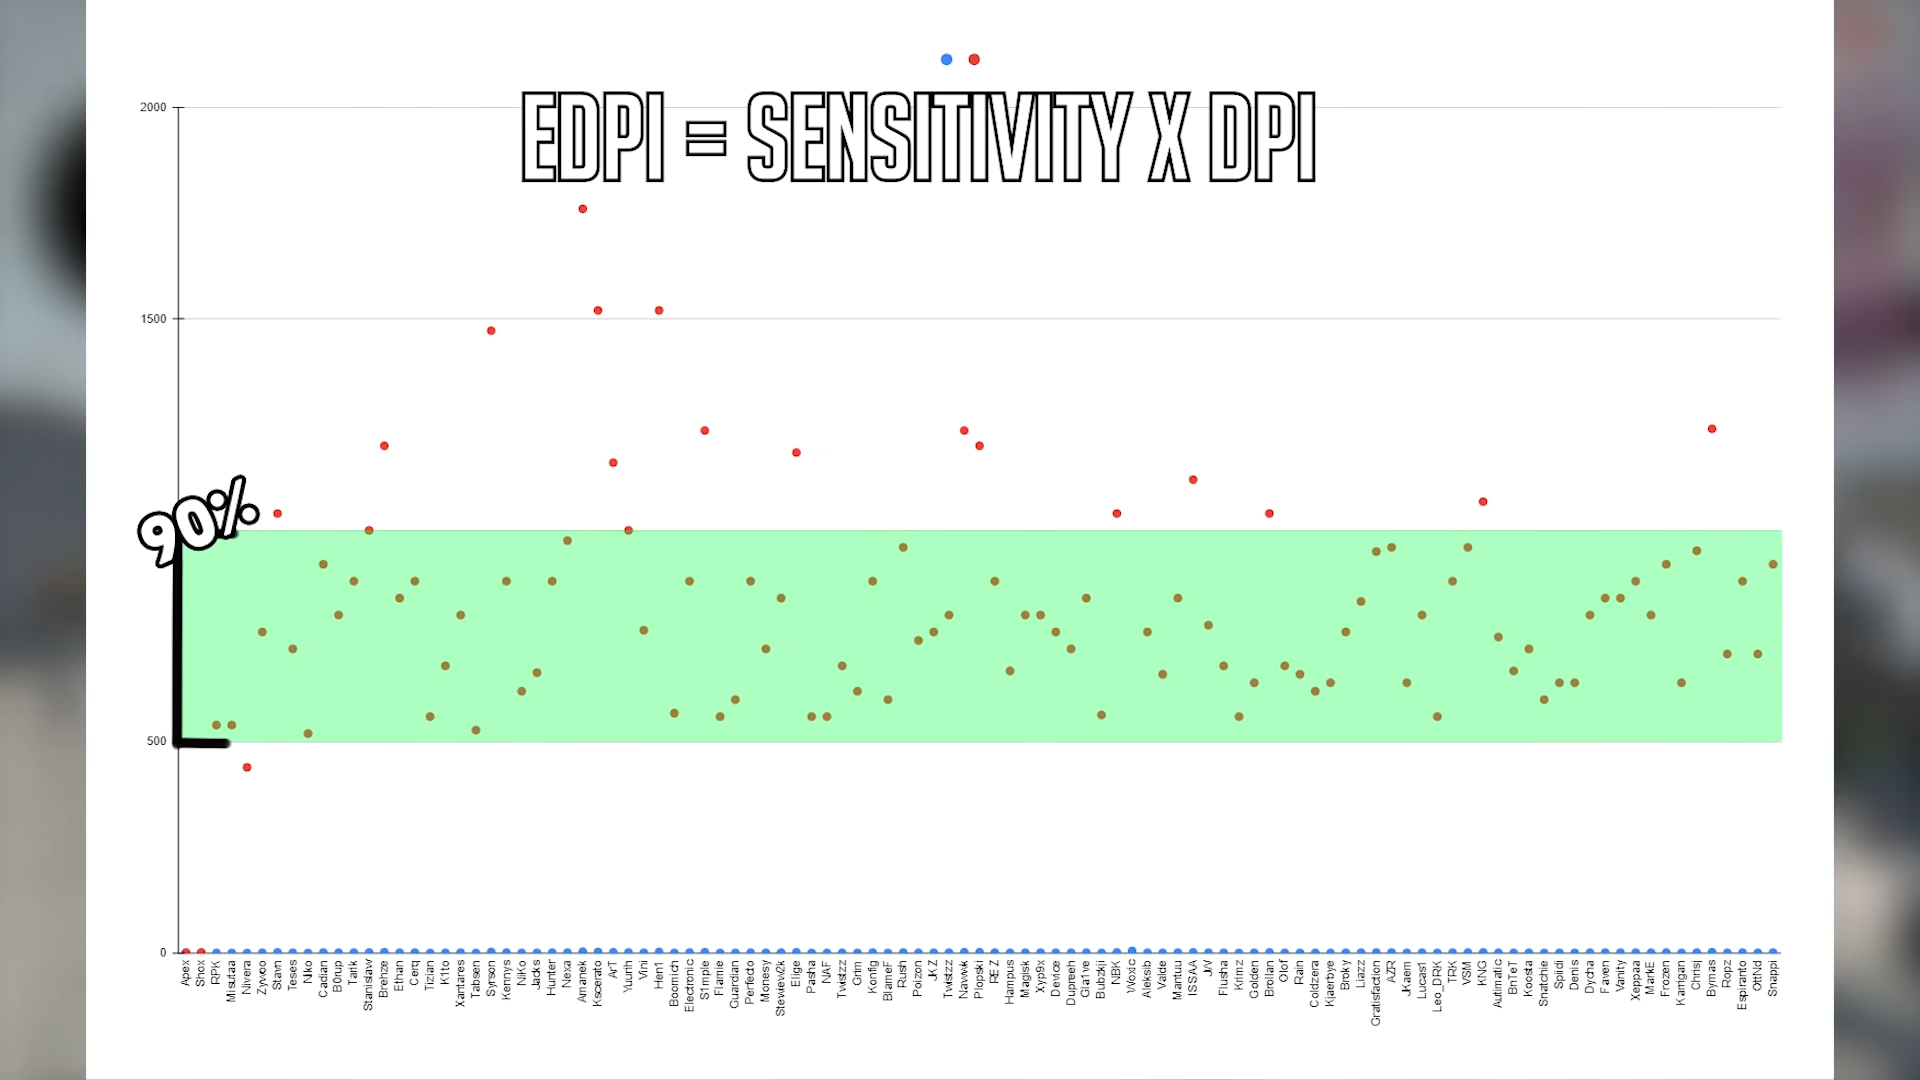 EDPI = SENSITIVITY X DPI
2000
1500
90%
500
0
Apex
Shox
RPK
Misutaa
Nivera
Zywoo
Stavn
Teses
Niko
Cadian
B0rup
Tarik
Stanislaw
Brehze
Ethan
Cerq
Tizian
K1to
Xantares
Tabsen
Syrson
Kennys
NiKo
Jacks
Hunter
Nexa
Amanek
Kscerato
ArT
Yuurih
Vini
Hen1
Boomich
Electronic
S1mple
Flamie
Guardian
Perfecto
Monesy
Stewiew2k
Elige
Pasha
NAF
Twistzz
Grim
Konfig
BlameF
Rush
Poizon
JKZ
Twistzz
Nawwk
Plopski
REZ
Hampus
Magisk
Xyp9x
Device
Dupreeh
Gla1ve
Bubzkji
NBK
Woxic
Aleksib
Valde
Mantuu
ISSAA
JW
Flusha
Krimz
Golden
Brollan
Olof
Rain
Coldzera
Kjaerbye
Broky
Liazz
Gratisfaction
AZR
JKaem
Lucas1
Leo_DRK
TRK
VSM
KNG
Autimatic
BnTeT
Koosta
Snatchie
Spiidi
Denis
Dycha
Faven
Vanity
Xeppaa
MarkE
Frozen
Karrigan
Chrisj
Bymas
Ropz
Espiranto
OttNd
Snappi